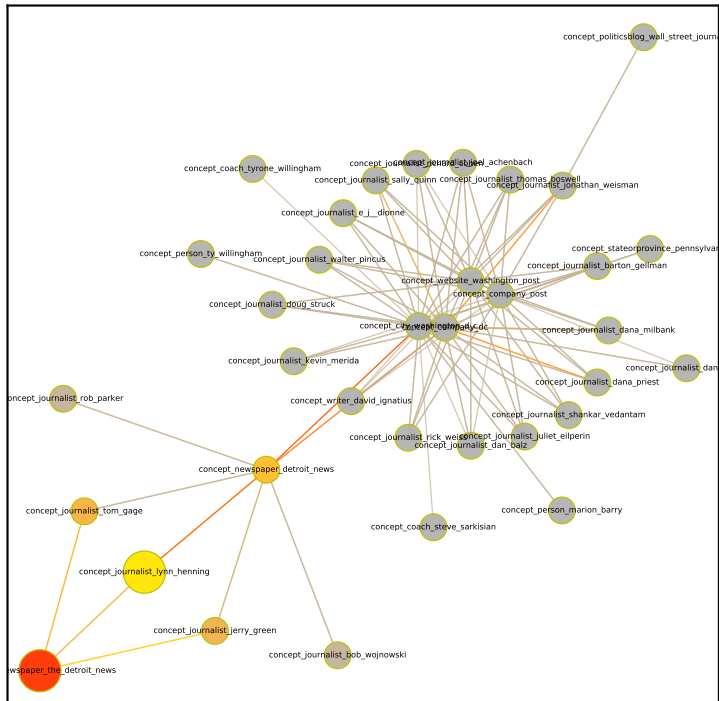 concept_politicsblog_wall_street_journa
concept_journalist_joel_achenbach
concept_coach_tyrone_willingham
concept_journalist_sally_quinn
concept_journalist_thomas_boswell
concept_journalist_jonathan_weisman
concept_journalist_e_j__dionne
concept_stateorprovince_pennsylvan
concept_person_ty_willingham
concept_journalist_walter_pincus
concept_journalist_barton_gellman
concept_website_washington_post
concept_company_post
concept_journalist_doug_struck
concept_journalist_dana_milbank
concept_journalist_kevin_merida
concept_journalist_dan
concept_journalist_dana_priest
oncept_journalist_rob_parker
concept_writer_david_ignatius
concept_journalist_shankar_vedantam
concept_journalist_rick_weiss
concept_journalist_juliet_eilperin
concept_journalist_dan_balz
concept_newspaper_detroit_news
concept_journalist_tom_gage
concept_person_marion_barry
concept_coach_steve_sarkisian
concept_journalist_lynn_henning
concept_journalist_jerry_green
concept_journalist_bob_wojnowski
ewspaper_the_detroit_news